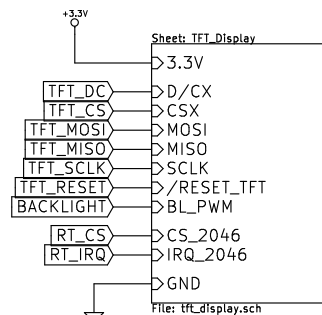 +3.3V
Sheet: TFT_Display
3.3V
TFT_DC D/CX
TFT_CS CSX
TFT_MOSI MOSI
TFT_MISO MISO
TFT_SCLK SCLK
TFT_RESET /RESET_TFT
BACKLIGHT BL_PWM
RT_CS CS_2046
RT_IRQ IRQ_2046
GND
File: tft_display.sch